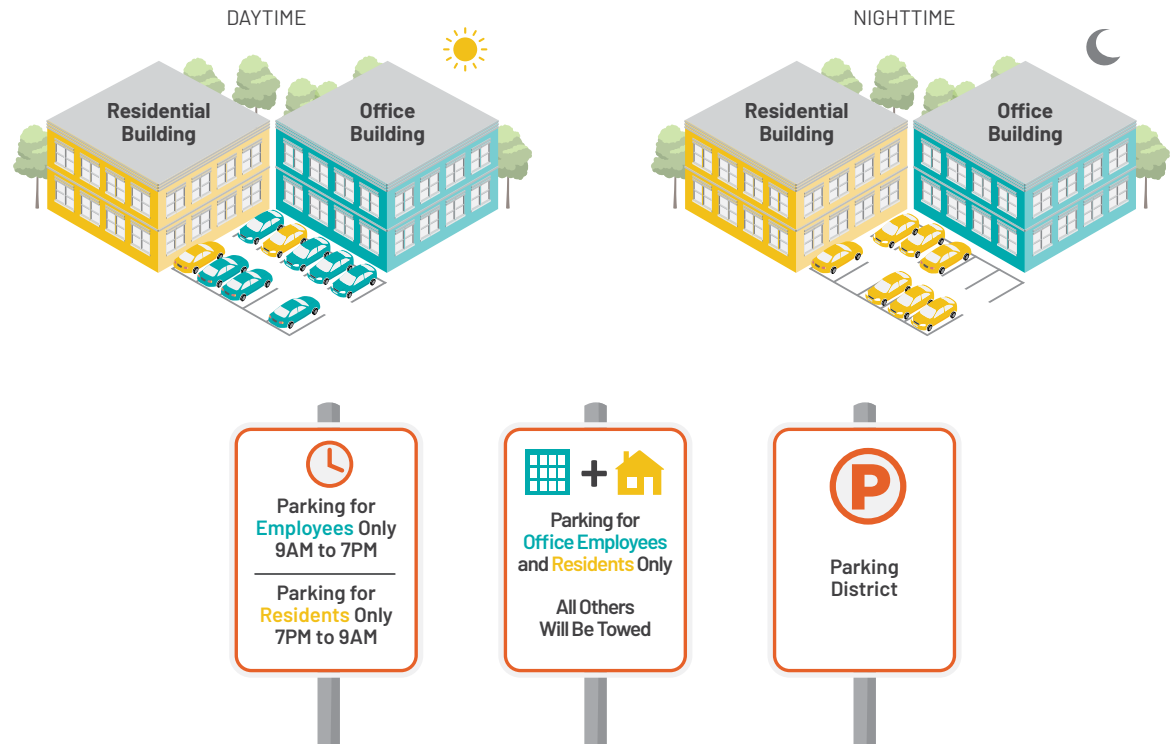 DAYTIME
NIGHTTIME
Residential
Building
Office
Building
Residential
Building
Office
Building
Parking for
Employees Only
9AM to 7PM
Parking for
Residents Only
7PM to 9AM
Parking for
Office Employees
and Residents Only
All Others
Will Be Towed
P
Parking
District